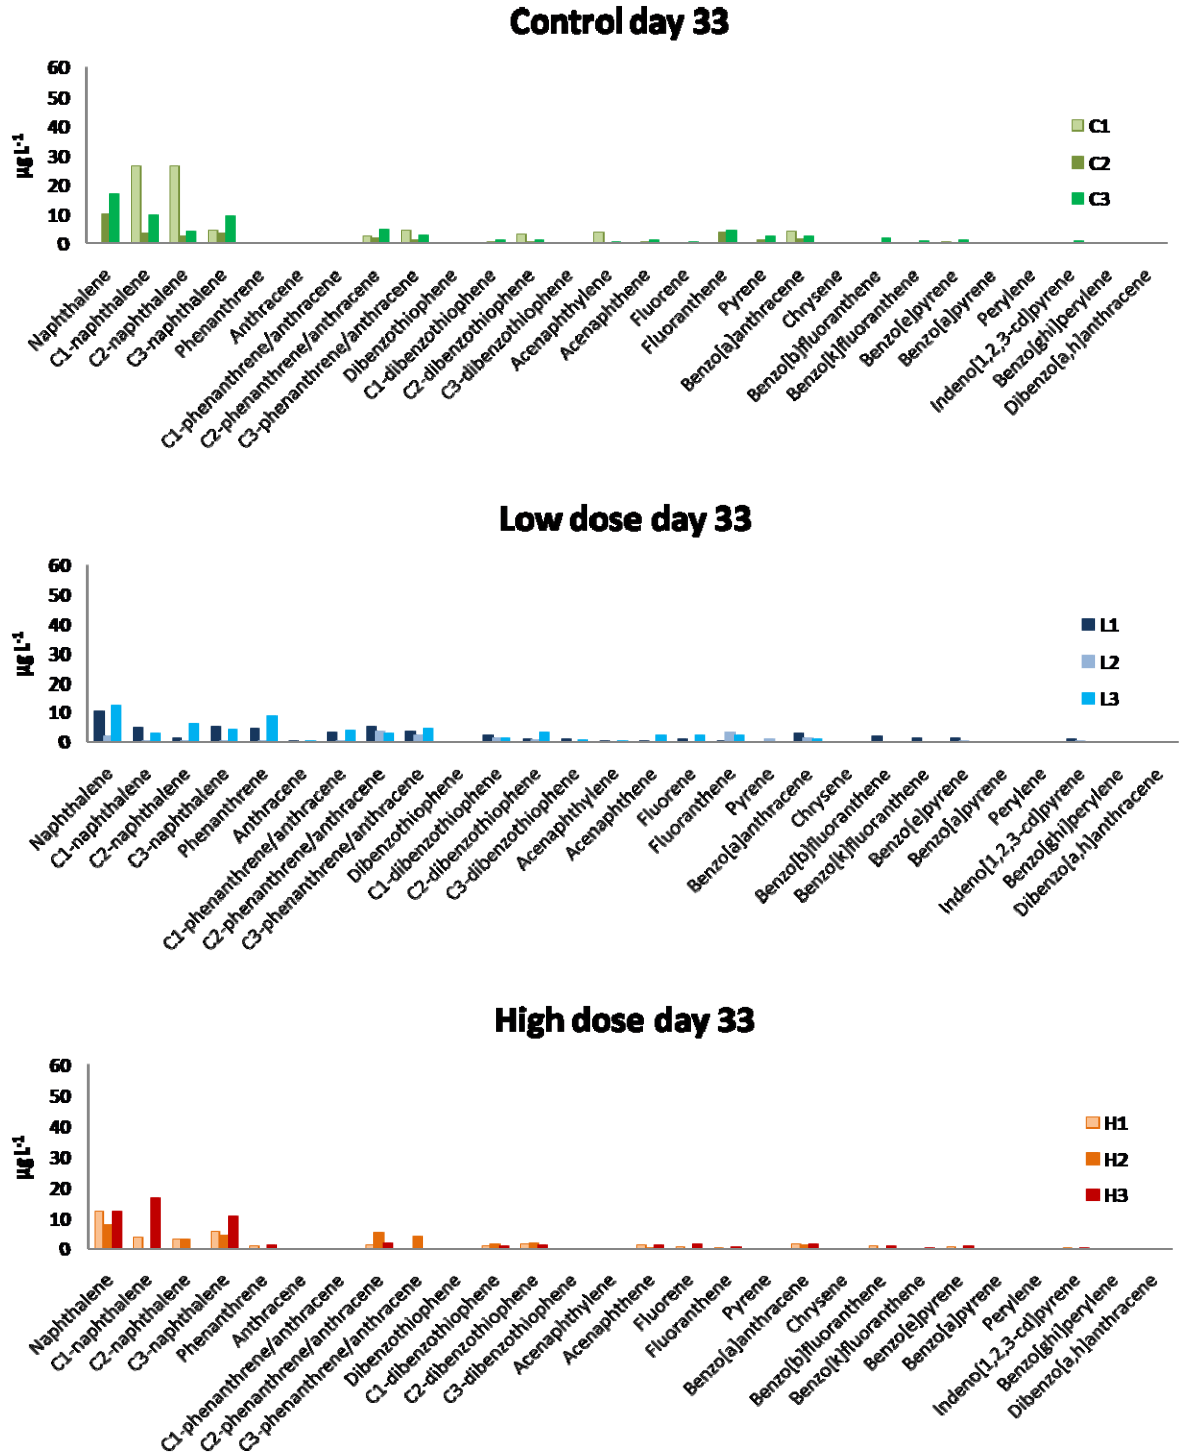 Control day 33
60
50
40
30
20
10
0
µg L⁻¹
C1
C2
C3
Naphthalene
C1-naphthalene
C2-naphthalene
C3-naphthalene
Phenanthrene
Anthracene
C1-phenanthrene/anthracene
C2-phenanthrene/anthracene
C3-phenanthrene/anthracene
Dibenzothiophene
C1-dibenzothiophene
C2-dibenzothiophene
C3-dibenzothiophene
Acenaphthylene
Acenaphthene
Fluorene
Fluoranthene
Pyrene
Benzo[a]anthracene
Chrysene
Benzo[b]fluoranthene
Benzo[k]fluoranthene
Benzo[e]pyrene
Benzo[a]pyrene
Perylene
Indeno[1,2,3-cd]pyrene
Benzo[ghi]perylene
Dibenzo[a,h]anthracene
Low dose day 33
60
50
40
30
20
10
0
µg L⁻¹
L1
L2
L3
Naphthalene
C1-naphthalene
C2-naphthalene
C3-naphthalene
Phenanthrene
Anthracene
C1-phenanthrene/anthracene
C2-phenanthrene/anthracene
C3-phenanthrene/anthracene
Dibenzothiophene
C1-dibenzothiophene
C2-dibenzothiophene
C3-dibenzothiophene
Acenaphthylene
Acenaphthene
Fluorene
Fluoranthene
Pyrene
Benzo[a]anthracene
Chrysene
Benzo[b]fluoranthene
Benzo[k]fluoranthene
Benzo[e]pyrene
Benzo[a]pyrene
Perylene
Indeno[1,2,3-cd]pyrene
Benzo[ghi]perylene
Dibenzo[a,h]anthracene
High dose day 33
60
50
40
30
20
10
0
µg L⁻¹
H1
H2
H3
Naphthalene
C1-naphthalene
C2-naphthalene
C3-naphthalene
Phenanthrene
Anthracene
C1-phenanthrene/anthracene
C2-phenanthrene/anthracene
C3-phenanthrene/anthracene
Dibenzothiophene
C1-dibenzothiophene
C2-dibenzothiophene
C3-dibenzothiophene
Acenaphthylene
Acenaphthene
Fluorene
Fluoranthene
Pyrene
Benzo[a]anthracene
Chrysene
Benzo[b]fluoranthene
Benzo[k]fluoranthene
Benzo[e]pyrene
Benzo[a]pyrene
Perylene
Indeno[1,2,3-cd]pyrene
Benzo[ghi]perylene
Dibenzo[a,h]anthracene